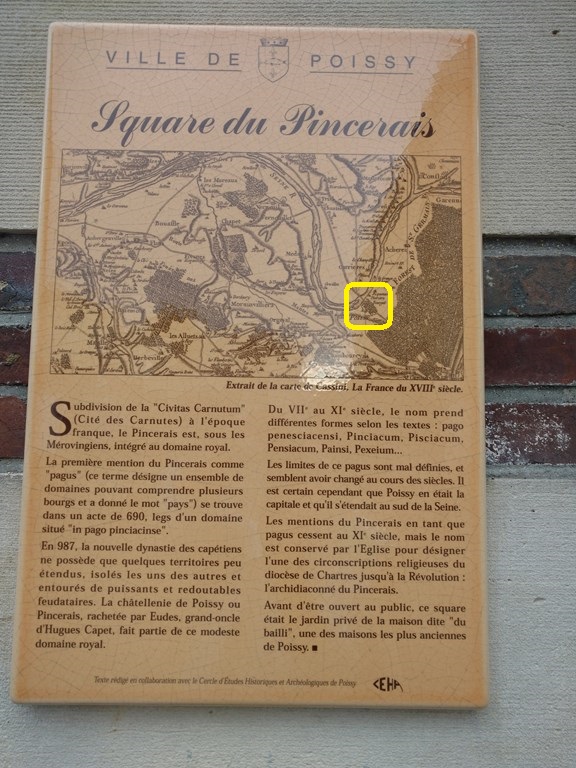 VILLE DE POISSY
Square du Pincerais
les Mureaux
Bouafle
Conflans
FORÊT DE ST GERMAIN
les Alluets
Extrait de la carte de Cassini, La France du XVIIIe siècle.
Subdivision de la "Civitas Carnutum"
(Cité des Carnutes) à l'époque
franque, le Pincerais est, sous les
Mérovingiens, intégré au domaine royal.
La première mention du Pincerais comme
"pagus" (ce terme désigne un ensemble de
domaines pouvant comprendre plusieurs
bourgs et a donné le mot "pays") se trouve
dans un acte de 690, legs d'un domaine
situé "in pago pinciacinse".
En 987, la nouvelle dynastie des capétiens
ne possède que quelques territoires peu
étendus, isolés les uns des autres et
entourés de puissants et redoutables
feudataires. La châtellenie de Poissy ou
Pincerais, rachetée par Eudes, grand-oncle
d'Hugues Capet, fait partie de ce modeste
domaine royal.
Du VIIe au XIe siècle, le nom prend
différentes formes selon les textes : pago
penesciacensi, Pinciacum, Pisciacum,
Pensiacum, Painsi, Pexeium...
Les limites de ce pagus sont mal définies, et
semblent avoir changé au cours des siècles. Il
est certain cependant que Poissy en était la
capitale et qu'il s'étendait au sud de la Seine.
Les mentions du Pincerais en tant que
pagus cessent au XIe siècle, mais le nom
est conservé par l'Eglise pour désigner
l'une des circonscriptions religieuses du
diocèse de Chartres jusqu'à la Révolution :
l'archidiaconné du Pincerais.
Avant d'être ouvert au public, ce square
était le jardin privé de la maison dite "du
bailli", une des maisons les plus anciennes
de Poissy. ■
Texte rédigé en collaboration avec le Cercle d'Études Historiques et Archéologiques de Poissy
CEHA